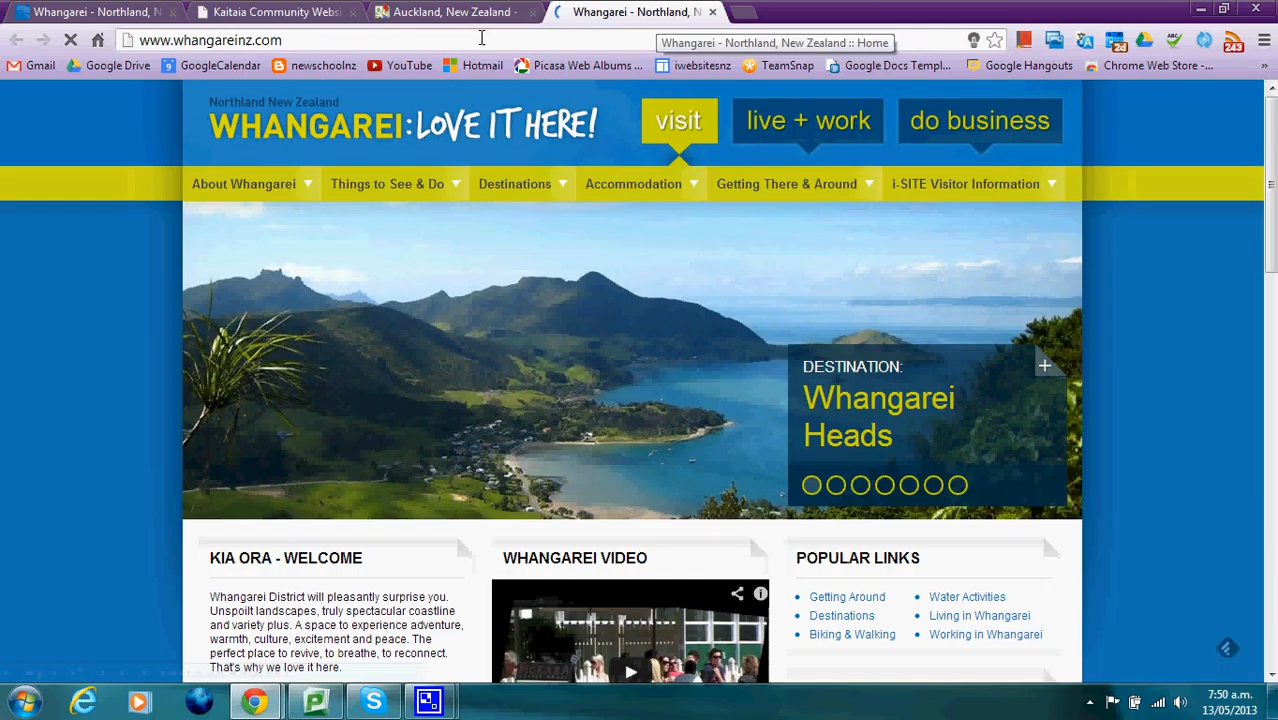 Whangarei - Northland, N
Kaitaia Community Websi
Auckland, New Zealand -
Whangarei - Northland, N
www.whangareinz.com
Whangarei - Northland, New Zealand :: Home
2d
243
Gmail
Google Drive
GoogleCalendar
newschoolnz
YouTube
Hotmail
Picasa Web Albums ...
iwebsitesnz
TeamSnap
Google Docs Templ...
Google Hangouts
Chrome Web Store - ...
Northland New Zealand
WHANGAREI: LOVE IT HERE!
visit
live + work
do business
About Whangarei
Things to See & Do
Destinations
Accommodation
Getting There & Around
i-SITE Visitor Information
DESTINATION:
Whangarei
Heads
KIA ORA - WELCOME
Whangarei District will pleasantly surprise you.
Unspoilt landscapes, truly spectacular coastline
and variety plus. A space to experience adventure,
warmth, culture, excitement and peace. The
perfect place to revive, to breathe, to reconnect.
That's why we love it here.
WHANGAREI VIDEO
POPULAR LINKS
Getting Around
Destinations
Biking & Walking
Water Activities
Living in Whangarei
Working in Whangarei
7:50 a.m.
13/05/2013